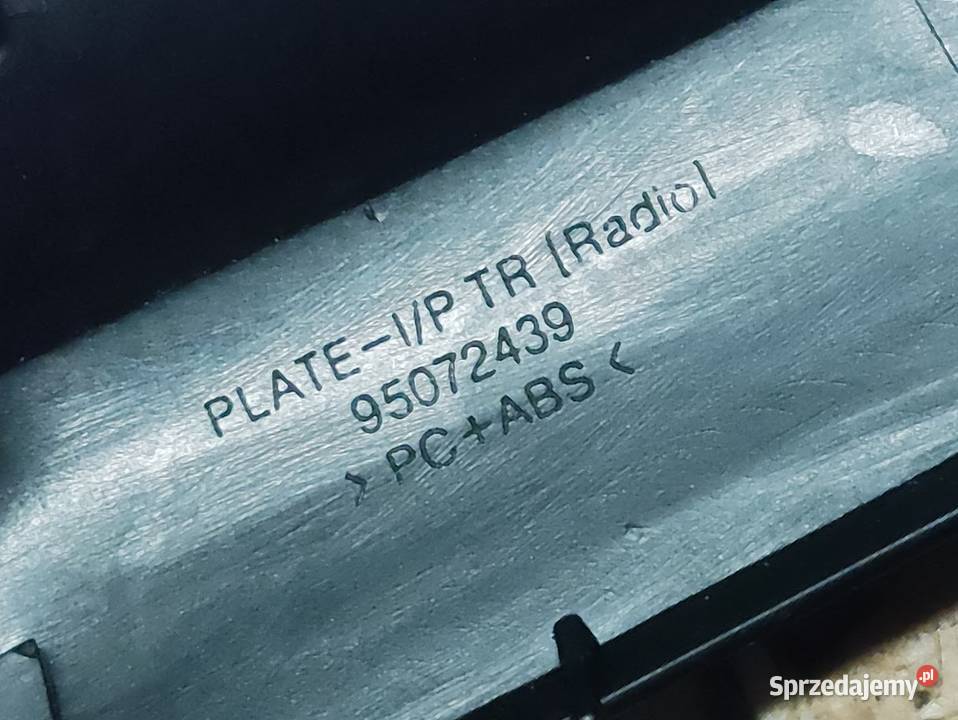 PLATE-I/P TR (Radio)
95072439
>PC+ABS<
Sprzedajemy.pl